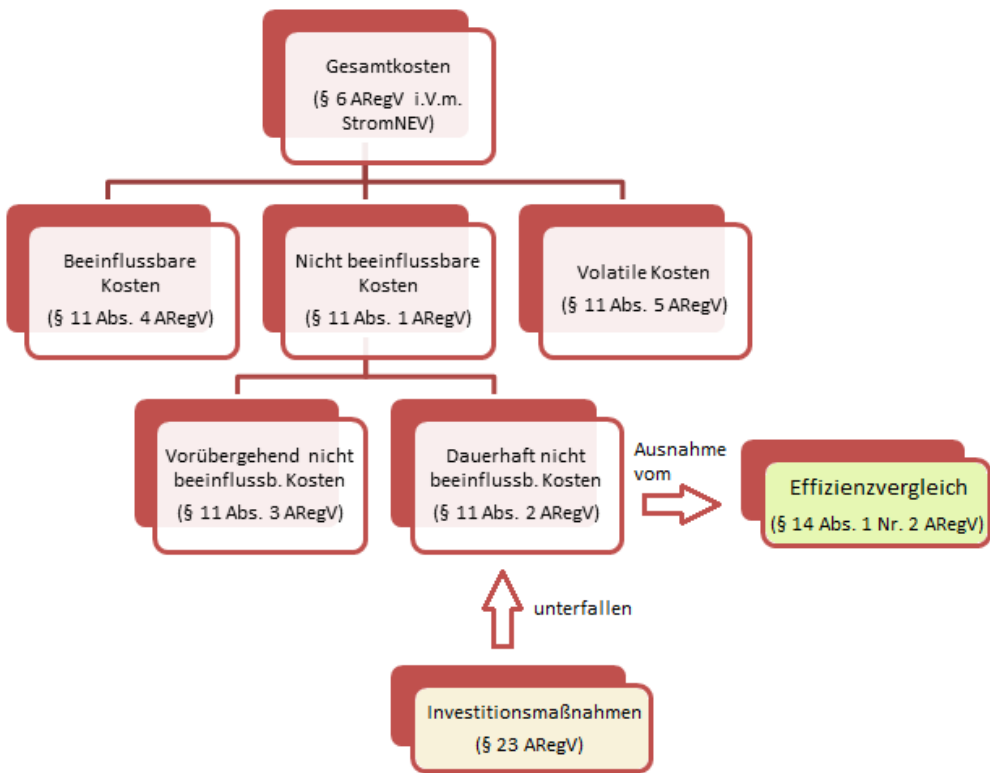 Gesamtkosten
(§ 6 ARegV i.V.m.
StromNEV)
Beeinflussbare
Kosten
(§ 11 Abs. 4 ARegV)
Nicht beeinflussbare
Kosten
(§ 11 Abs. 1 ARegV)
Volatile Kosten
(§ 11 Abs. 5 ARegV)
Vorübergehend nicht
beeinflussb. Kosten
(§ 11 Abs. 3 ARegV)
Dauerhaft nicht
beeinflussb. Kosten
(§ 11 Abs. 2 ARegV)
Ausnahme
vom
Effizienzvergleich
(§ 14 Abs. 1 Nr. 2 ARegV)
unterfallen
Investitionsmaßnahmen
(§ 23 ARegV)